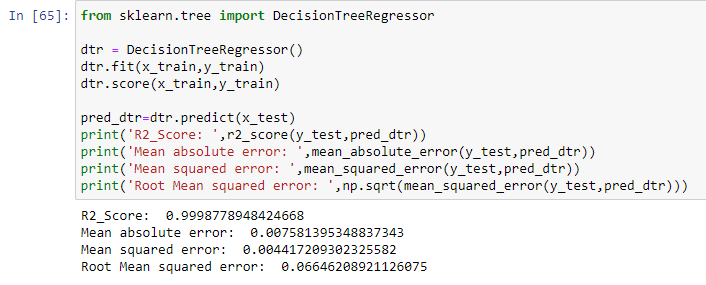 In [65]: from sklearn.tree import DecisionTreeRegressor
dtr = DecisionTreeRegressor()
dtr.fit(x_train,y_train)
dtr.score(x_train,y_train)
pred_dtr=dtr.predict(x_test)
print('R2_Score: ',r2_score(y_test,pred_dtr))
print('Mean absolute error: ',mean_absolute_error(y_test,pred_dtr))
print('Mean squared error: ',mean_squared_error(y_test,pred_dtr))
print('Root Mean squared error: ',np.sqrt(mean_squared_error(y_test,pred_dtr)))
R2_Score:  0.9998778948424668
Mean absolute error:  0.007581395348837343
Mean squared error:  0.004417209302325582
Root Mean squared error:  0.06646208921126075